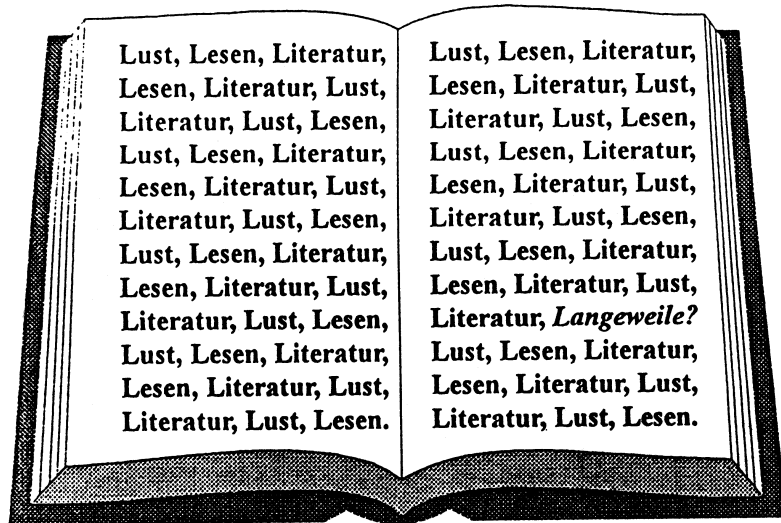 Lust, Lesen, Literatur,
Lesen, Literatur, Lust,
Literatur, Lust, Lesen,
Lust, Lesen, Literatur,
Lesen, Literatur, Lust,
Literatur, Lust, Lesen,
Lust, Lesen, Literatur,
Lesen, Literatur, Lust,
Literatur, Lust, Lesen,
Lust, Lesen, Literatur,
Lesen, Literatur, Lust,
Literatur, Lust, Lesen.
Lust, Lesen, Literatur,
Lesen, Literatur, Lust,
Literatur, Lust, Lesen,
Lust, Lesen, Literatur,
Lesen, Literatur, Lust,
Literatur, Lust, Lesen,
Lust, Lesen, Literatur,
Lesen, Literatur, Lust,
Literatur, Langeweile?
Lust, Lesen, Literatur,
Lesen, Literatur, Lust,
Literatur, Lust, Lesen.